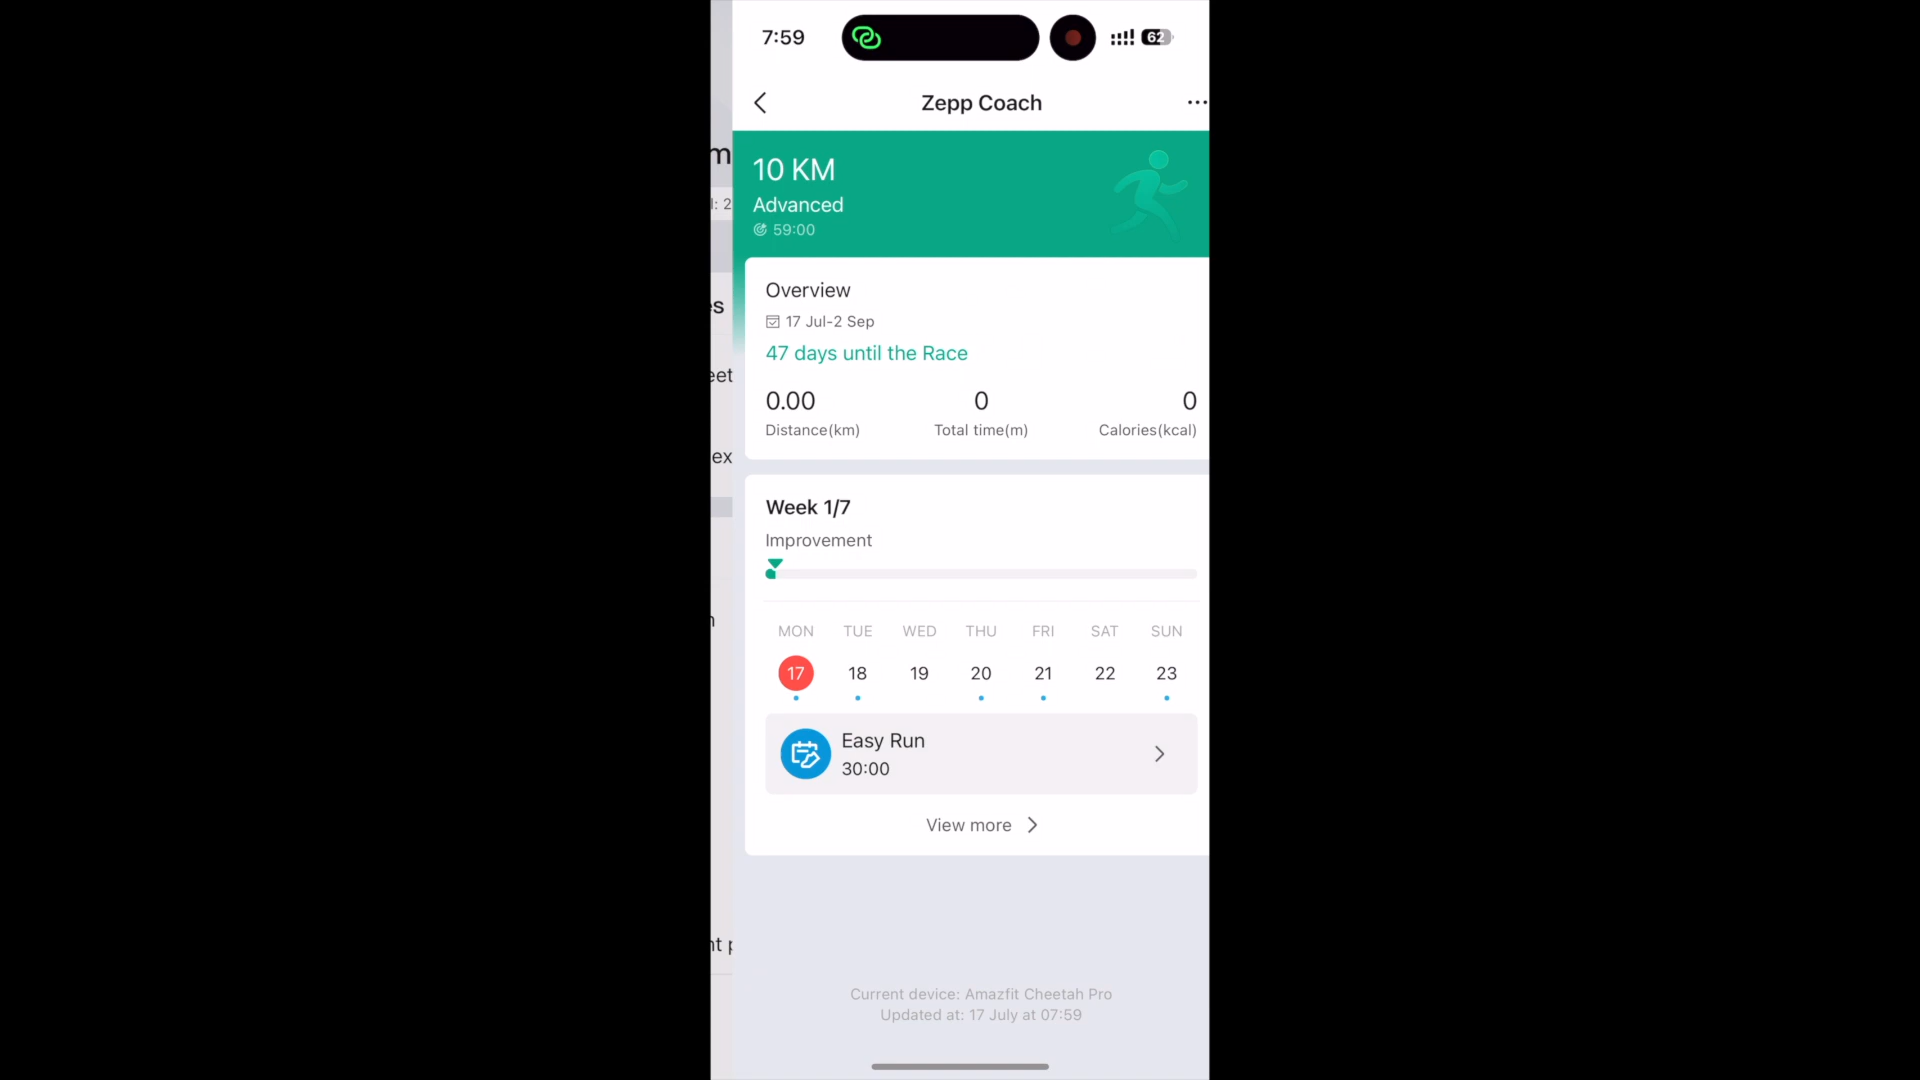 7:59
62
Zepp Coach
10 KM
Advanced
59:00
Overview
17 Jul-2 Sep
47 days until the Race
0.00 0 0
Distance(km) Total time(m) Calories(kcal)
Week 1/7
Improvement
MON TUE WED THU FRI SAT SUN
17 18 19 20 21 22 23
Easy Run
30:00
View more
Current device: Amazfit Cheetah Pro
Updated at: 17 July at 07:59